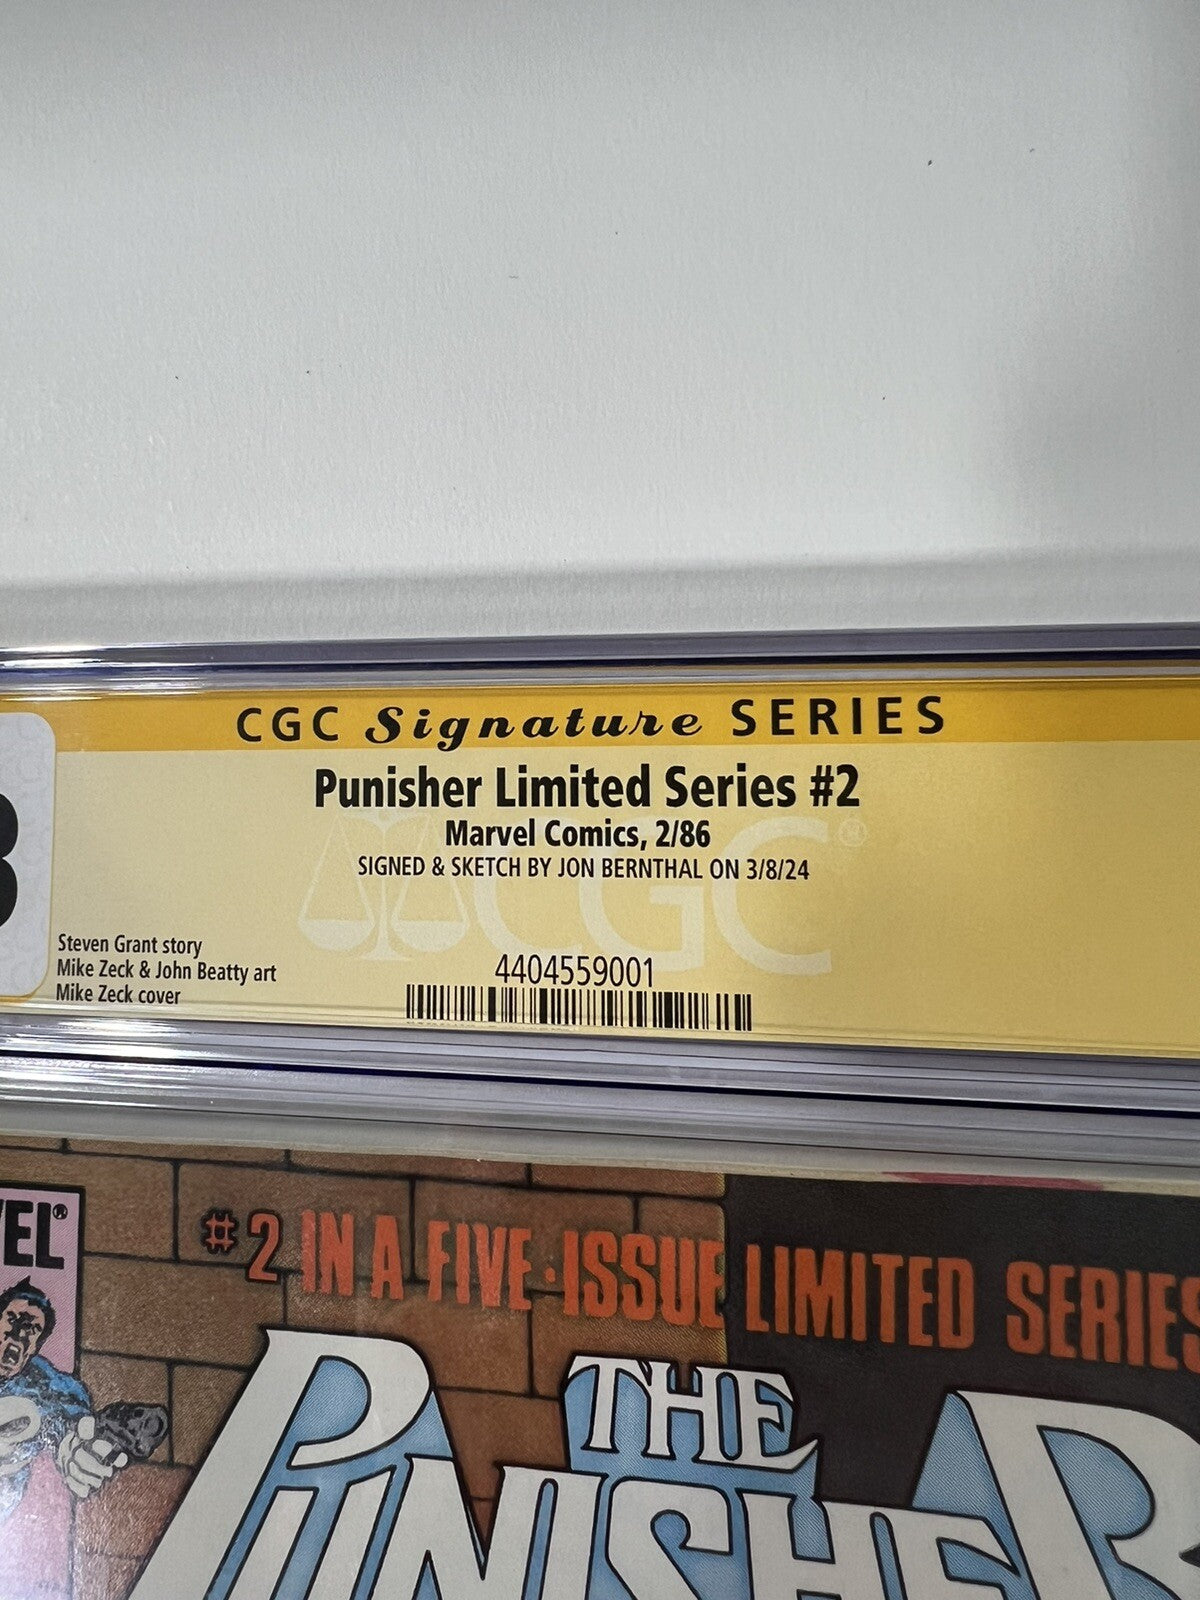 CGC Signature SERIES
Punisher Limited Series #2
Marvel Comics, 2/86
SIGNED & SKETCH BY JON BERNTHAL ON 3/8/24
CGC
Steven Grant story
Mike Zeck & John Beatty art
Mike Zeck cover
4404559001
#2 IN A FIVE-ISSUE LIMITED SERIES
THE
PUNISHER